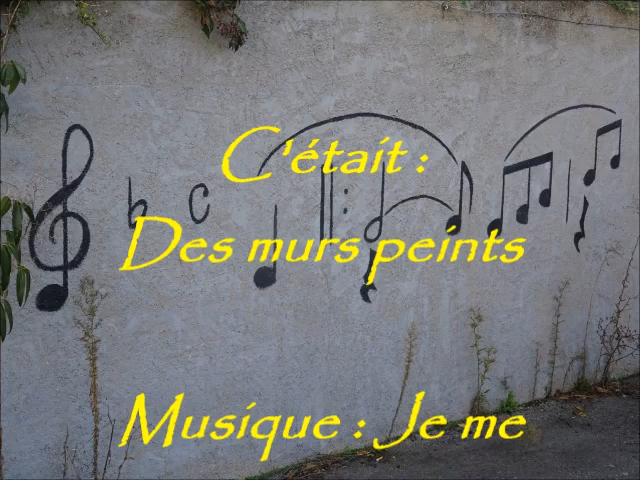 C'était :
Des murs peints
Musique : Je me